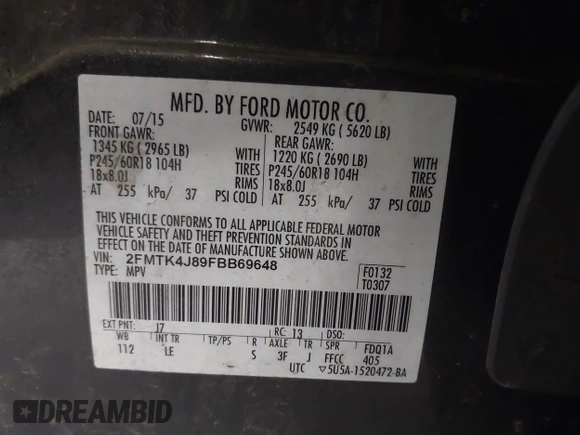 MFD. BY FORD MOTOR CO.
DATE: 07/15 GVWR: 2549 KG ( 5620 LB)
FRONT GAWR: REAR GAWR:
1345 KG ( 2965 LB) WITH 1220 KG ( 2690 LB) WITH
P245/60R18 104H TIRES P245/60R18 104H TIRES
18x8.0J RIMS 18x8.0J RIMS
AT 255 kPa/ 37 PSI COLD AT 255 kPa/ 37 PSI COLD
THIS VEHICLE CONFORMS TO ALL APPLICABLE FEDERAL MOTOR
VEHICLE SAFETY AND THEFT PREVENTION STANDARDS IN
EFFECT ON THE DATE OF MANUFACTURE SHOWN ABOVE.
VIN: 2FMTK4J89FBB69648 F0132
TYPE: MPV T0307
EXT PNT: J7 RC: 13 DSO:
WB INT TR TP/PS R AXLE TR SPR FDQ1A
112 LE S 3F J FFCC 405
UTC ▽5U5A-1520472-BA
DREAMBID